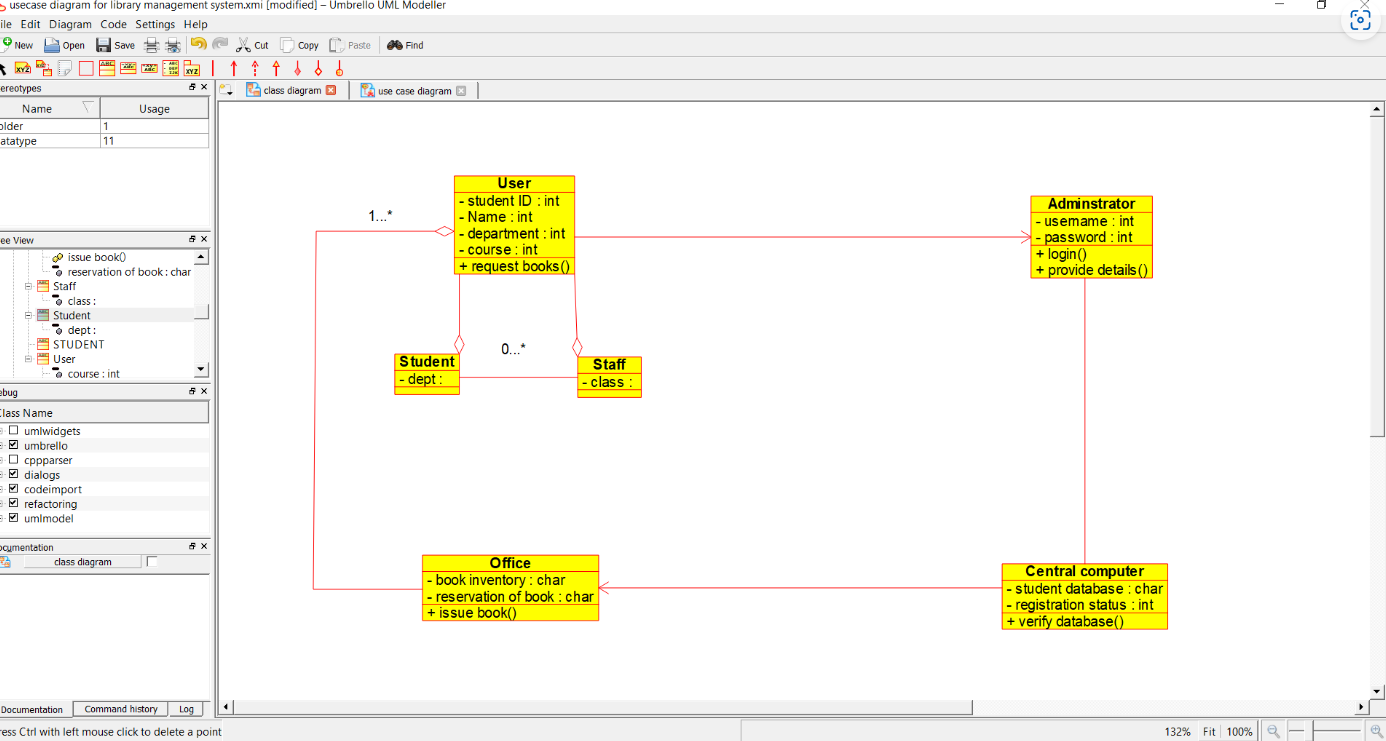 usecase diagram for library management system.xmi [modified] – Umbrello UML Modeller
ile Edit Diagram Code Settings Help
New Open Save Cut Copy Paste Find
ereotypes
Name Usage
older 1
atatype 11
ee View
issue book()
reservation of book : char
Staff
class :
Student
dept :
STUDENT
User
course : int
ebug
Class Name
umlwidgets
umbrello
cppparser
dialogs
codeimport
refactoring
umlmodel
ocumentation
class diagram
Documentation Command history Log
ress Ctrl with left mouse click to delete a point
class diagram use case diagram
1...*
User
- student ID : int
- Name : int
- department : int
- course : int
+ request books()
Adminstrator
- username : int
- password : int
+ login()
+ provide details()
0...*
Student
- dept :
Staff
- class :
Office
- book inventory : char
- reservation of book : char
+ issue book()
Central computer
- student database : char
- registration status : int
+ verify database()
132% Fit 100%